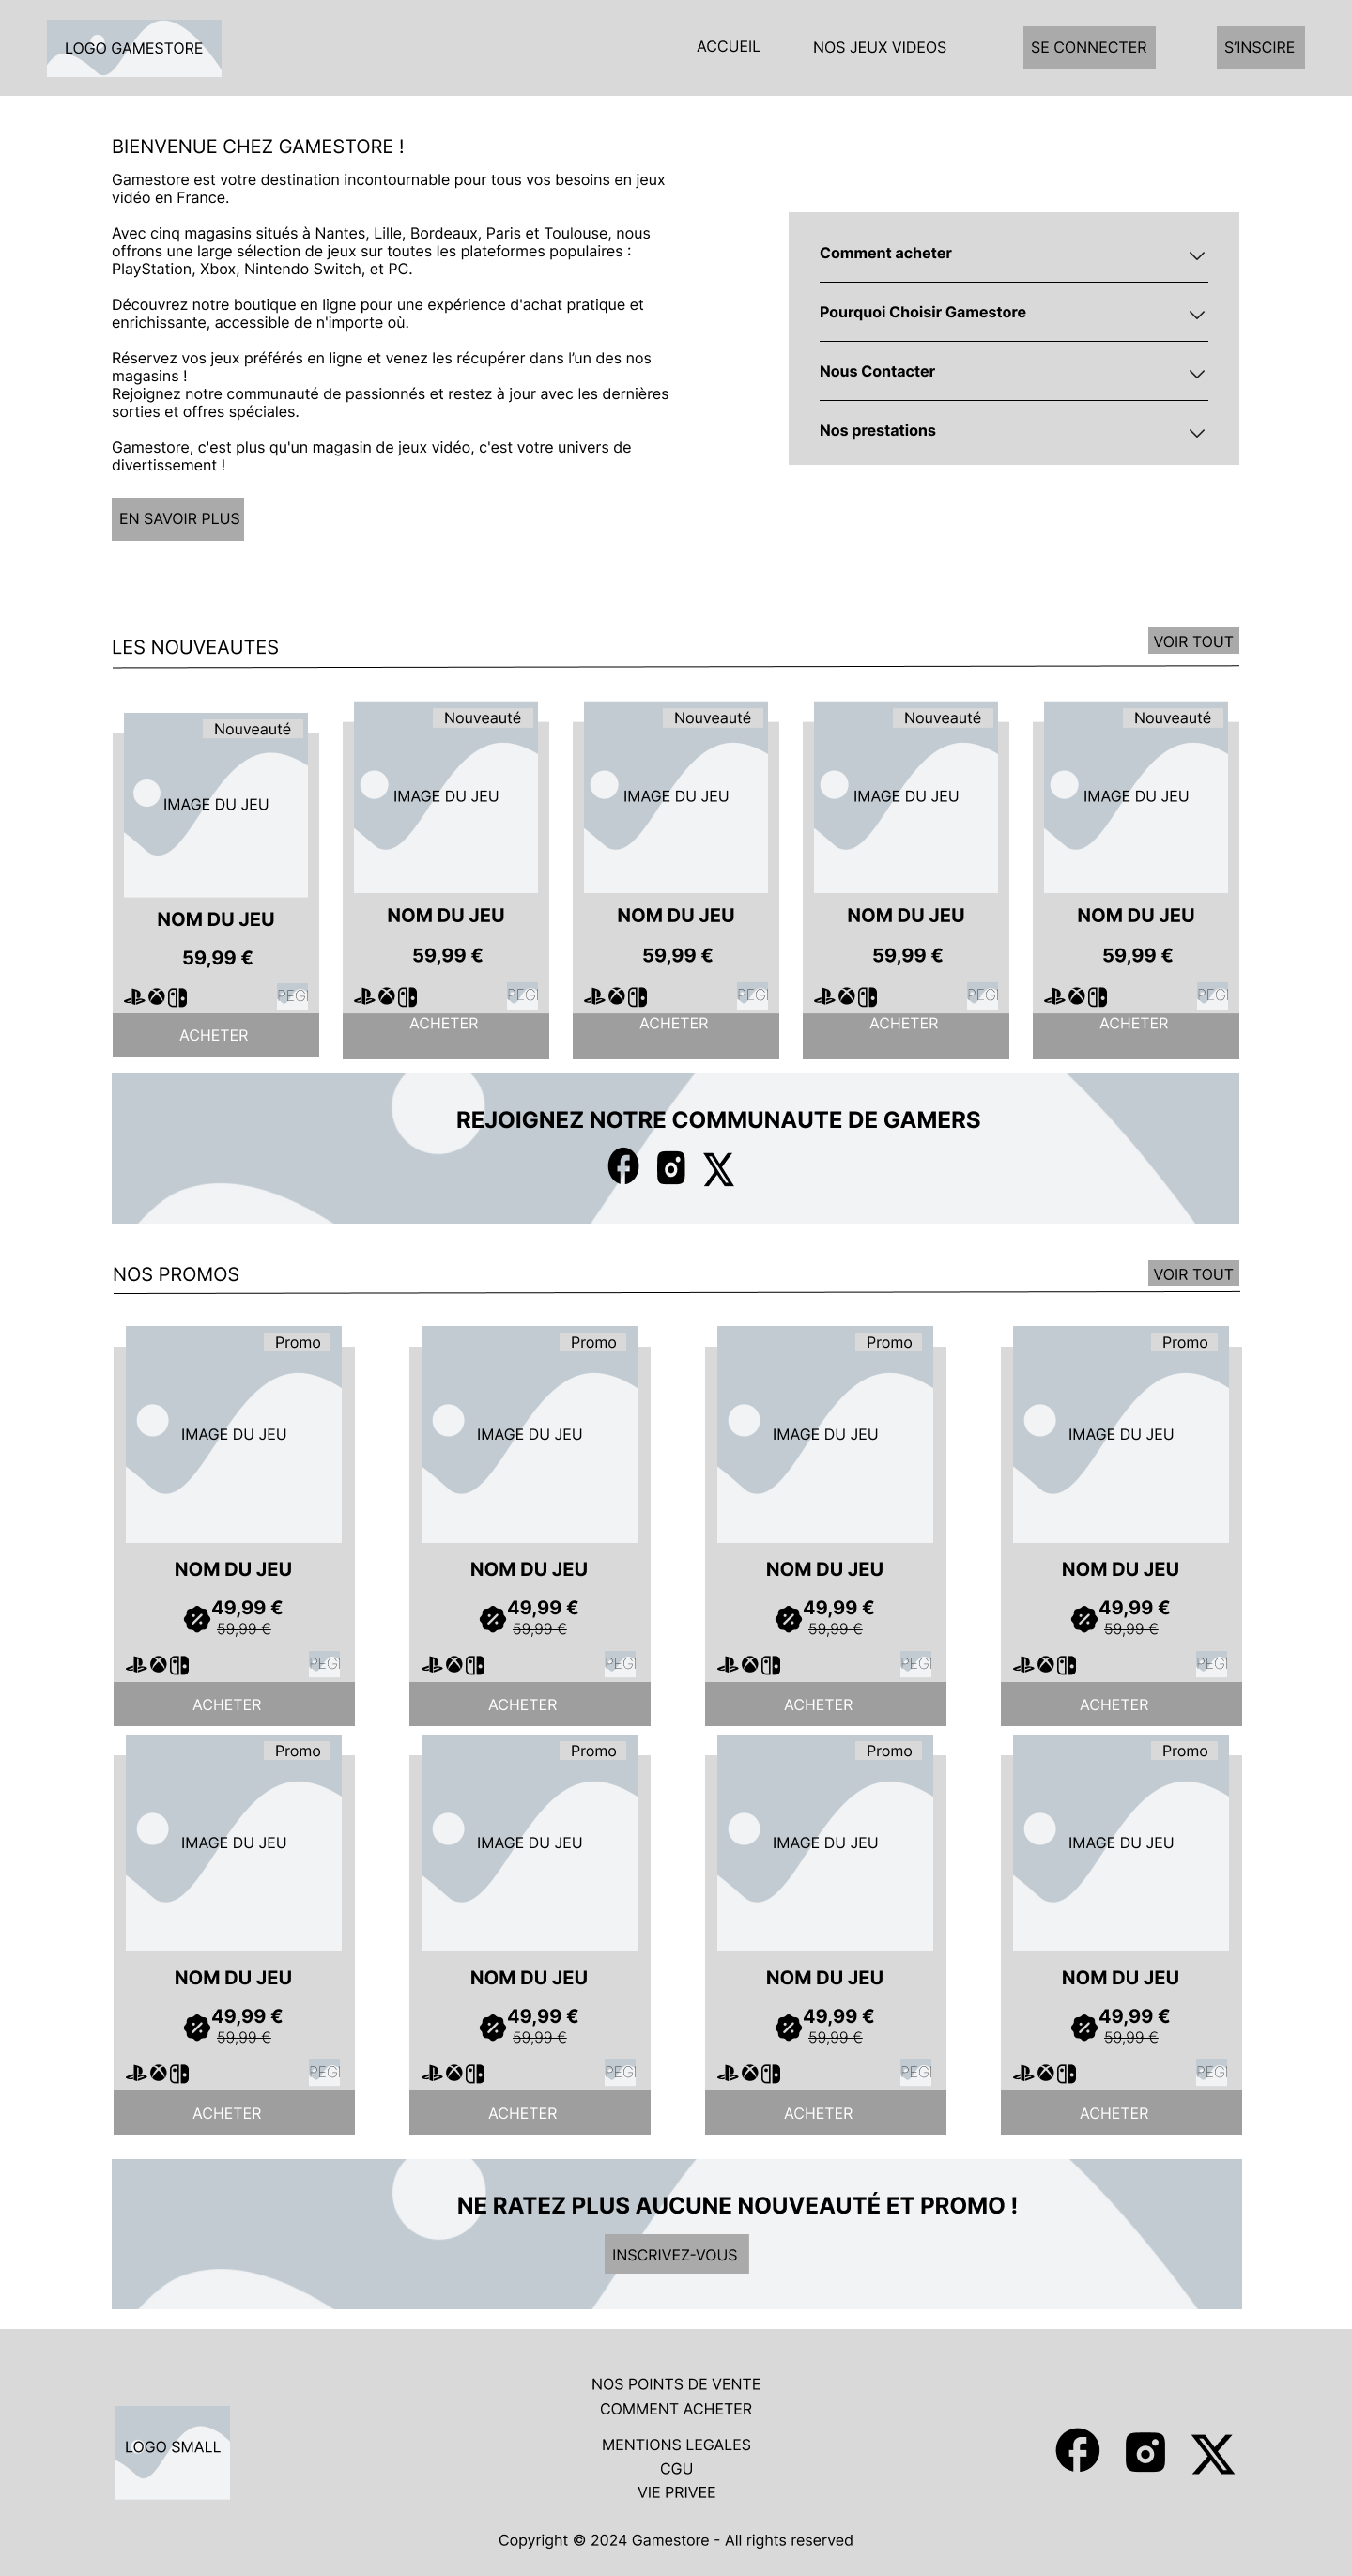 LOGO GAMESTORE
ACCUEIL
NOS JEUX VIDEOS
SE CONNECTER
S'INSCIRE
BIENVENUE CHEZ GAMESTORE !
Gamestore est votre destination incontournable pour tous vos besoins en jeux
vidéo en France.
Avec cinq magasins situés à Nantes, Lille, Bordeaux, Paris et Toulouse, nous
offrons une large sélection de jeux sur toutes les plateformes populaires :
PlayStation, Xbox, Nintendo Switch, et PC.
Découvrez notre boutique en ligne pour une expérience d'achat pratique et
enrichissante, accessible de n'importe où.
Réservez vos jeux préférés en ligne et venez les récupérer dans l'un des nos
magasins !
Rejoignez notre communauté de passionnés et restez à jour avec les dernières
sorties et offres spéciales.
Gamestore, c'est plus qu'un magasin de jeux vidéo, c'est votre univers de
divertissement !
EN SAVOIR PLUS
Comment acheter
Pourquoi Choisir Gamestore
Nous Contacter
Nos prestations
LES NOUVEAUTES
VOIR TOUT
Nouveauté
IMAGE DU JEU
NOM DU JEU
59,99 €
PEGI
ACHETER
Nouveauté
IMAGE DU JEU
NOM DU JEU
59,99 €
PEGI
ACHETER
Nouveauté
IMAGE DU JEU
NOM DU JEU
59,99 €
PEGI
ACHETER
Nouveauté
IMAGE DU JEU
NOM DU JEU
59,99 €
PEGI
ACHETER
Nouveauté
IMAGE DU JEU
NOM DU JEU
59,99 €
PEGI
ACHETER
REJOIGNEZ NOTRE COMMUNAUTE DE GAMERS
NOS PROMOS
VOIR TOUT
Promo
IMAGE DU JEU
NOM DU JEU
49,99 €
59,99 €
PEGI
ACHETER
Promo
IMAGE DU JEU
NOM DU JEU
49,99 €
59,99 €
PEGI
ACHETER
Promo
IMAGE DU JEU
NOM DU JEU
49,99 €
59,99 €
PEGI
ACHETER
Promo
IMAGE DU JEU
NOM DU JEU
49,99 €
59,99 €
PEGI
ACHETER
Promo
IMAGE DU JEU
NOM DU JEU
49,99 €
59,99 €
PEGI
ACHETER
Promo
IMAGE DU JEU
NOM DU JEU
49,99 €
59,99 €
PEGI
ACHETER
Promo
IMAGE DU JEU
NOM DU JEU
49,99 €
59,99 €
PEGI
ACHETER
Promo
IMAGE DU JEU
NOM DU JEU
49,99 €
59,99 €
PEGI
ACHETER
NE RATEZ PLUS AUCUNE NOUVEAUTÉ ET PROMO !
INSCRIVEZ-VOUS
LOGO SMALL
NOS POINTS DE VENTE
COMMENT ACHETER
MENTIONS LEGALES
CGU
VIE PRIVEE
Copyright © 2024 Gamestore - All rights reserved